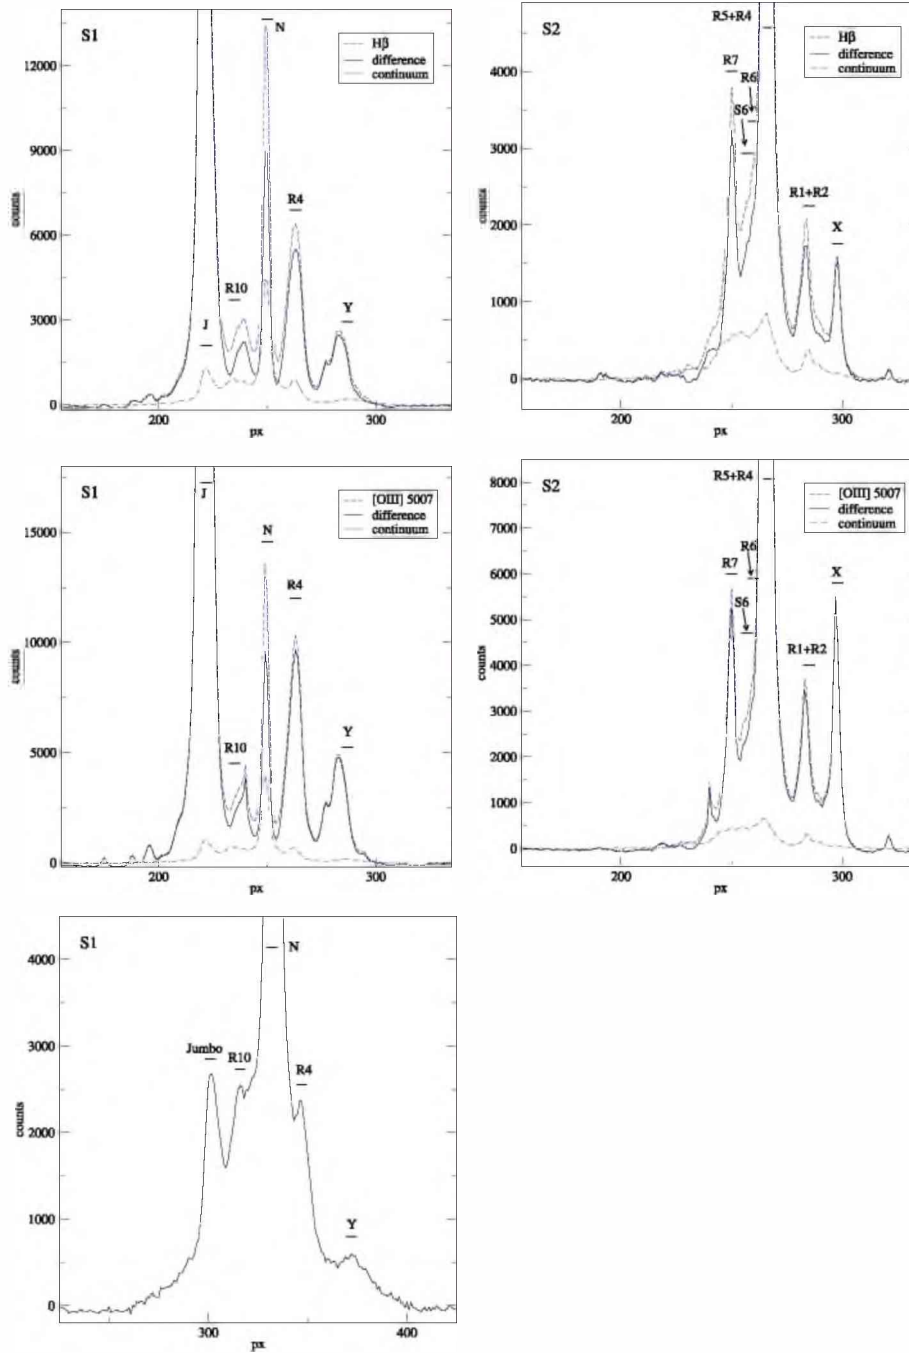 S1
N
Hβ
difference
continuum
R4
R10
Y
J
12000
9000
6000
3000
0
counts
200
300
px
S2
R5+R4
Hβ
difference
continuum
R7
R6
S6
R1+R2
X
4000
3000
2000
1000
0
counts
200
300
px
S1
J
[OIII] 5007
difference
continuum
N
R4
R10
Y
15000
10000
5000
0
counts
200
300
px
S2
R5+R4
[OIII] 5007
difference
continuum
R6
R7
X
S6
R1+R2
8000
7000
6000
5000
4000
3000
2000
1000
0
counts
200
300
px
S1
N
Jumbo
R10
R4
Y
4000
3000
2000
1000
0
counts
300
400
px